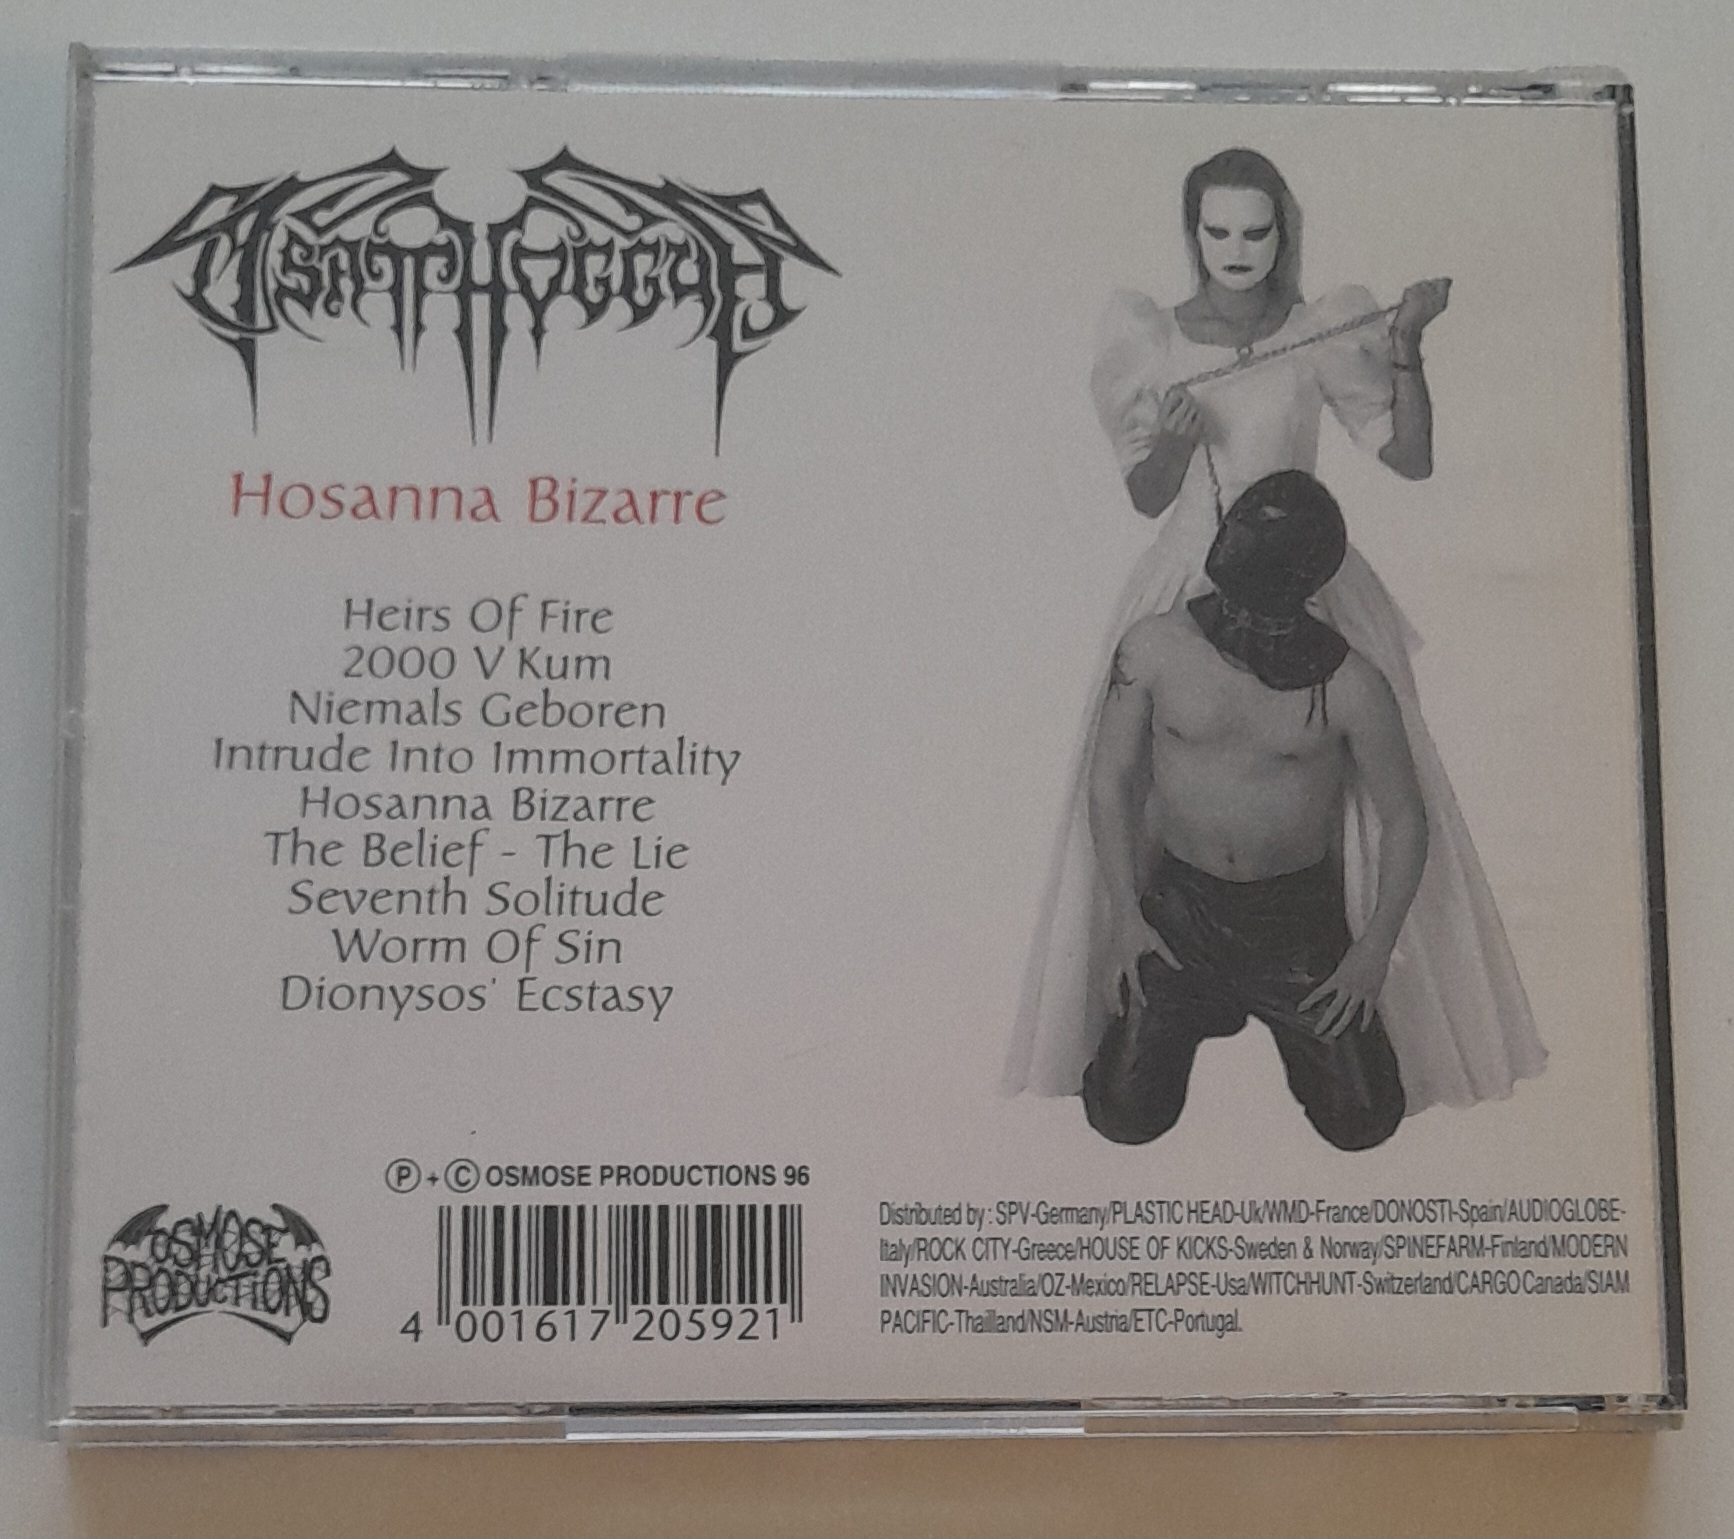 TSATTHOGGUA
Hosanna Bizarre
Heirs Of Fire
2000 V Kum
Niemals Geboren
Intrude Into Immortality
Hosanna Bizarre
The Belief - The Lie
Seventh Solitude
Worm Of Sin
Dionysos' Ecstasy
Ⓟ+Ⓒ OSMOSE PRODUCTIONS 96
OSMOSE
PRODUCTIONS
4 001617 205921
Distributed by : SPV-Germany/PLASTIC HEAD-Uk/WMD-France/DONOSTI-Spain/AUDIOGLOBE-
Italy/ROCK CITY-Greece/HOUSE OF KICKS-Sweden & Norway/SPINEFARM-Finland/MODERN
INVASION-Australia/OZ-Mexico/RELAPSE-Usa/WITCHHUNT-Switzerland/CARGO Canada/SIAM
PACIFIC-Thaïlland/NSM-Austria/ETC-Portugal.